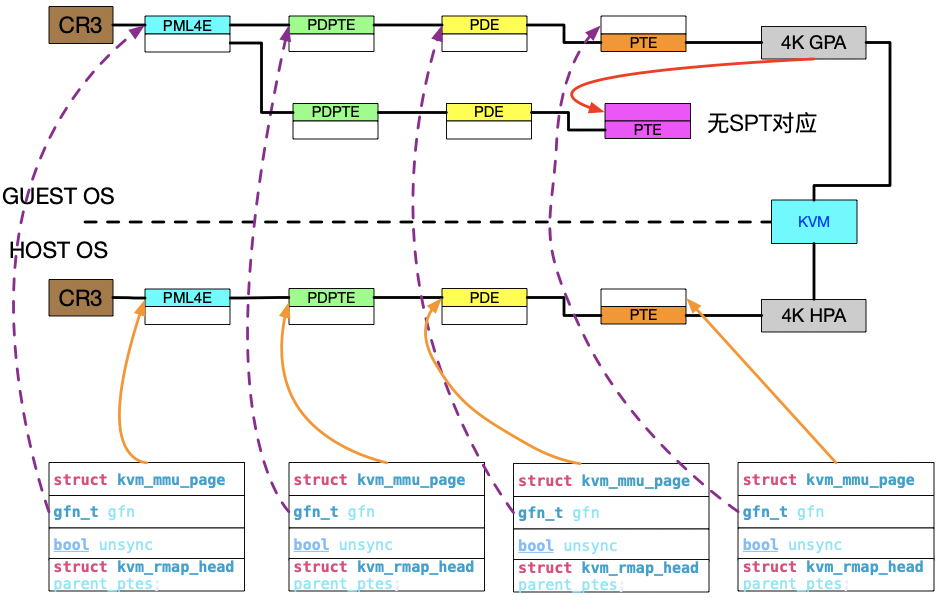 CR3
PML4E
PDPTE
PDE
PTE
4K GPA
PDPTE
PDE
PTE
无SPT对应
GUEST OS
KVM
HOST OS
CR3
PML4E
PDPTE
PDE
PTE
4K HPA
struct kvm_mmu_page
gfn_t gfn
bool unsync
struct kvm_rmap_head
parent_ptes;
struct kvm_mmu_page
gfn_t gfn
bool unsync
struct kvm_rmap_head
parent_ptes;
struct kvm_mmu_page
gfn_t gfn
bool unsync
struct kvm_rmap_head
parent_ptes;
struct kvm_mmu_page
gfn_t gfn
bool unsync
struct kvm_rmap_head
parent_ptes;